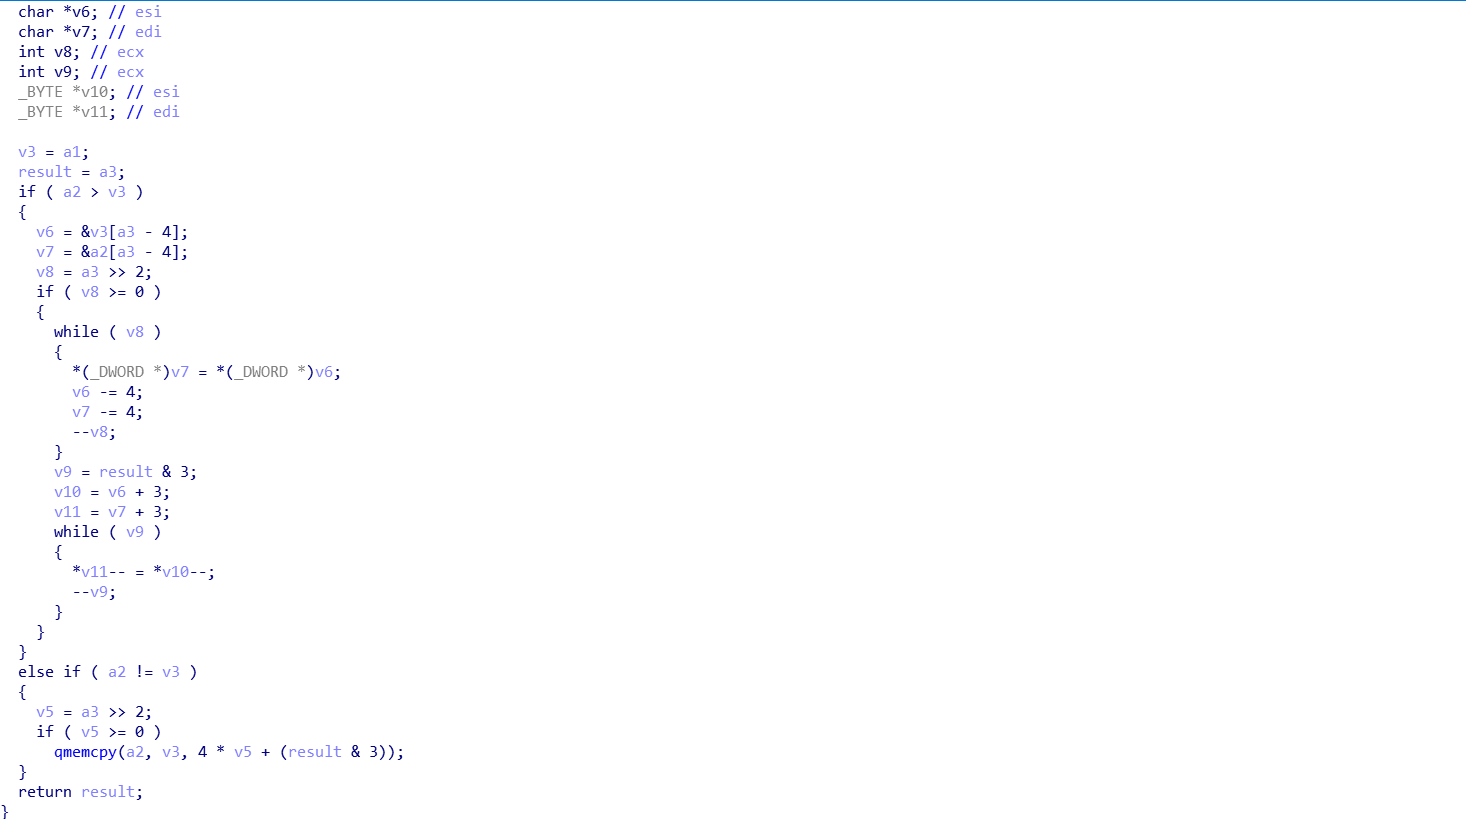 char *v6; // esi
char *v7; // edi
int v8; // ecx
int v9; // ecx
_BYTE *v10; // esi
_BYTE *v11; // edi
v3 = a1;
result = a3;
if ( a2 > v3 )
{
v6 = &v3[a3 - 4];
v7 = &a2[a3 - 4];
v8 = a3 >> 2;
if ( v8 >= 0 )
{
while ( v8 )
{
*(_DWORD *)v7 = *(_DWORD *)v6;
v6 -= 4;
v7 -= 4;
--v8;
}
v9 = result & 3;
v10 = v6 + 3;
v11 = v7 + 3;
while ( v9 )
{
*v11-- = *v10--;
--v9;
}
}
}
else if ( a2 != v3 )
{
v5 = a3 >> 2;
if ( v5 >= 0 )
qmemcpy(a2, v3, 4 * v5 + (result & 3));
}
return result;
}